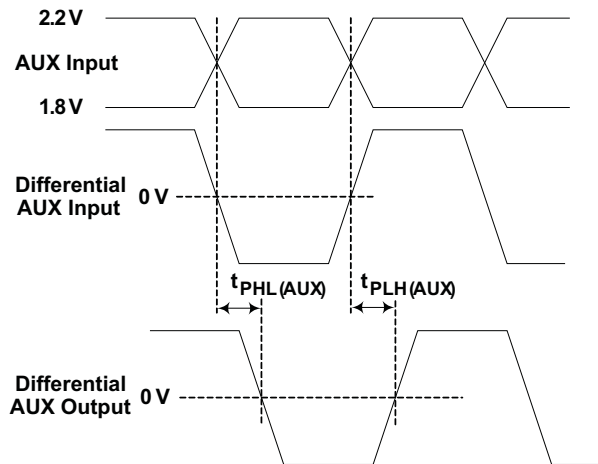 2.2 V
AUX Input
1.8 V
Differential
AUX Input
0 V
tPHL(AUX)
tPLH(AUX)
Differential
AUX Output
0 V